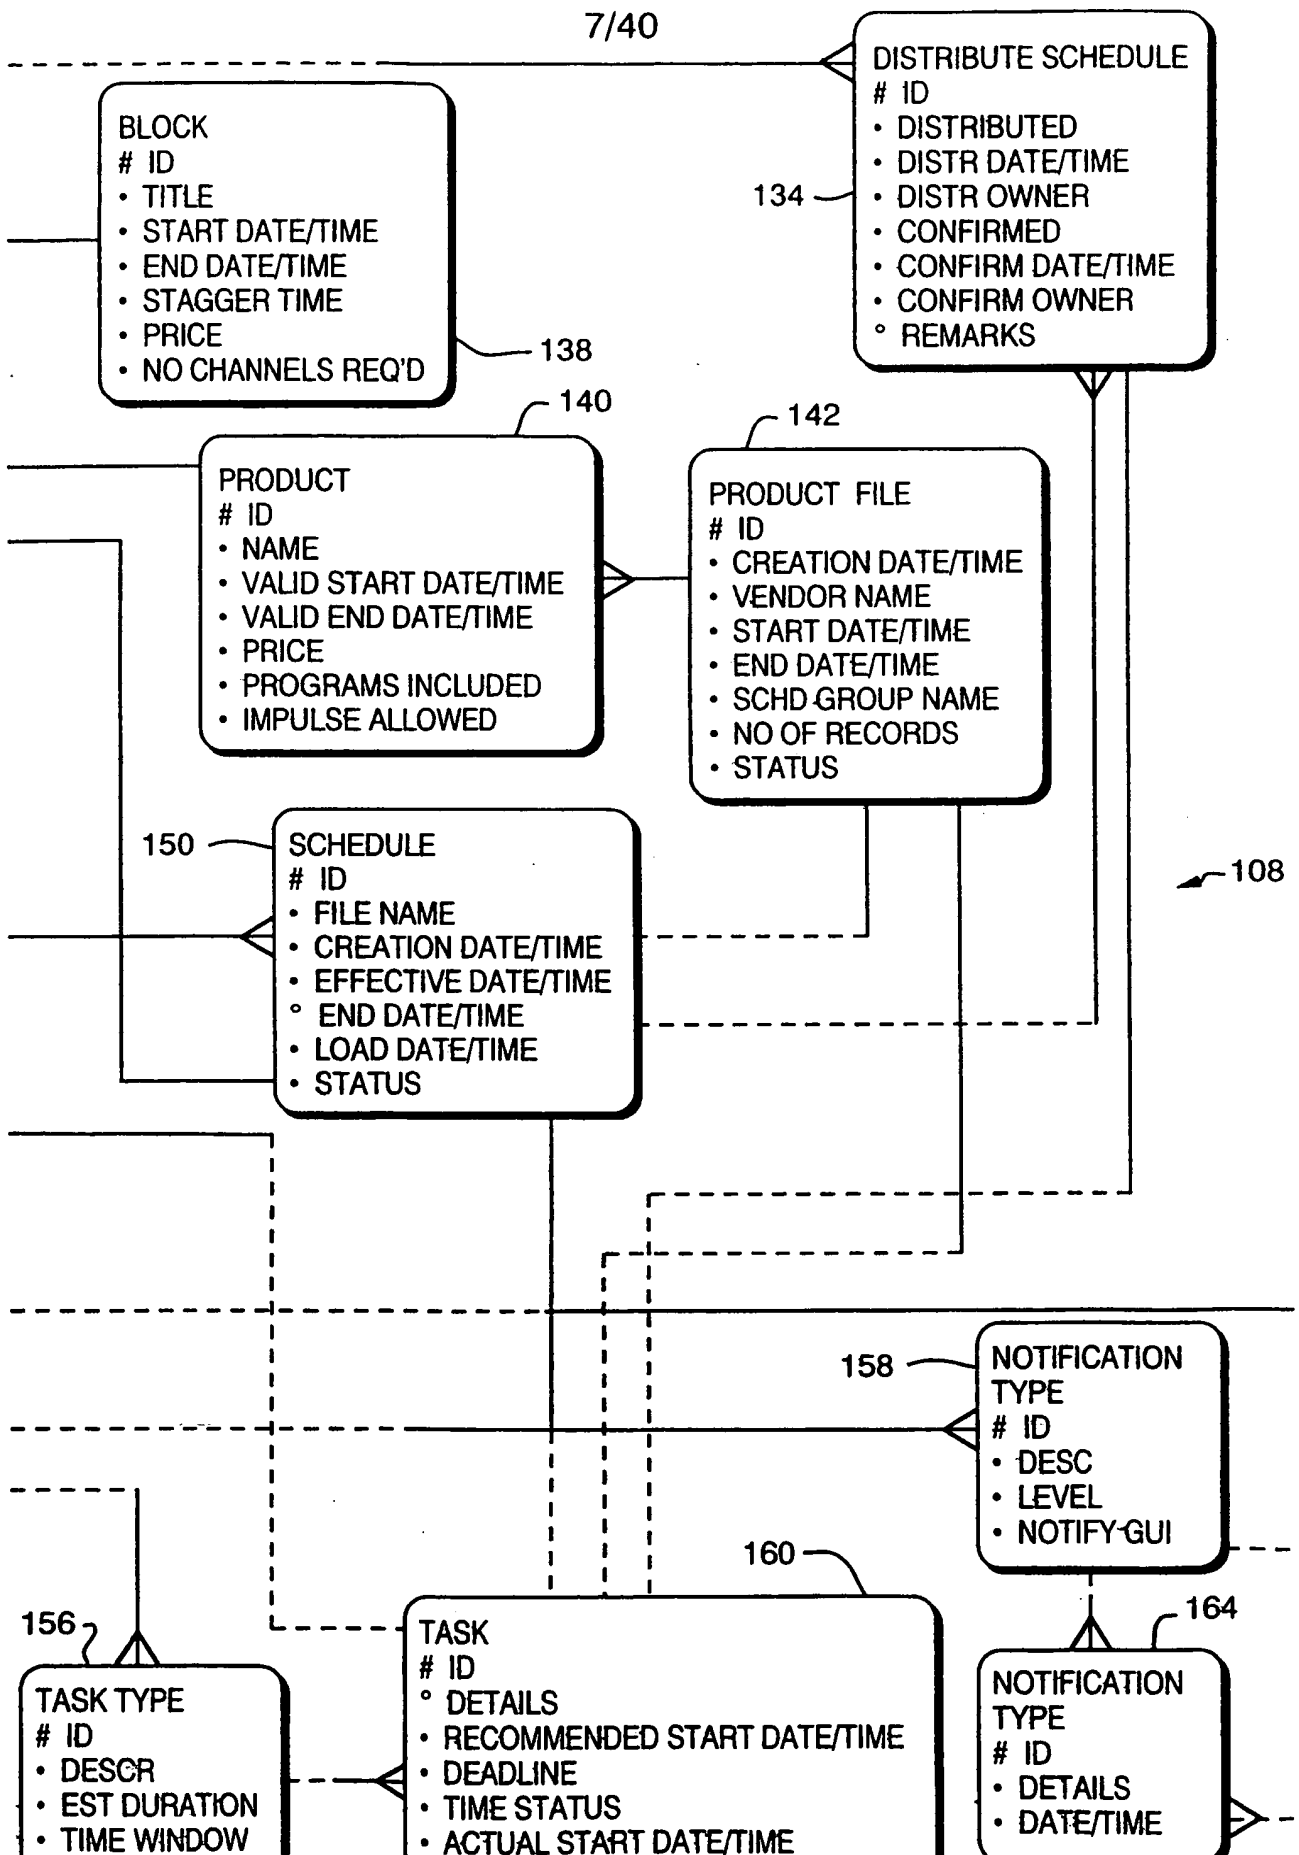 7/40
DISTRIBUTE SCHEDULE
# ID
• DISTRIBUTED
• DISTR DATE/TIME
• DISTR OWNER
• CONFIRMED
• CONFIRM DATE/TIME
• CONFIRM OWNER
° REMARKS
134
BLOCK
# ID
• TITLE
• START DATE/TIME
• END DATE/TIME
• STAGGER TIME
• PRICE
• NO CHANNELS REQ'D
138
140
PRODUCT
# ID
• NAME
• VALID START DATE/TIME
• VALID END DATE/TIME
• PRICE
• PROGRAMS INCLUDED
• IMPULSE ALLOWED
142
PRODUCT FILE
# ID
• CREATION DATE/TIME
• VENDOR NAME
• START DATE/TIME
• END DATE/TIME
• SCHD GROUP NAME
• NO OF RECORDS
• STATUS
150
SCHEDULE
# ID
• FILE NAME
• CREATION DATE/TIME
• EFFECTIVE DATE/TIME
° END DATE/TIME
• LOAD DATE/TIME
• STATUS
108
158
NOTIFICATION
TYPE
# ID
• DESC
• LEVEL
• NOTIFY GUI
156
TASK TYPE
# ID
• DESCR
• EST DURATION
• TIME WINDOW
160
TASK
# ID
° DETAILS
• RECOMMENDED START DATE/TIME
• DEADLINE
• TIME STATUS
• ACTUAL START DATE/TIME
164
NOTIFICATION
TYPE
# ID
• DETAILS
• DATE/TIME